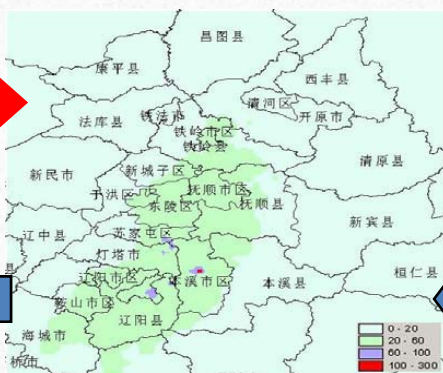 昌图县
康平县
西丰县
清河区
法库县
铁法市
开原市
铁岭市区
铁岭县
清原县
新城子区
新民市
于洪区
抚顺市区
东陵区
抚顺县
新宾县
辽中县
苏家屯区
灯塔市
桓仁县
辽阳市区
本溪市区
本溪县
鞍山市区
辽阳县
海城市
0 - 20
20 - 60
60 - 100
100 - 300